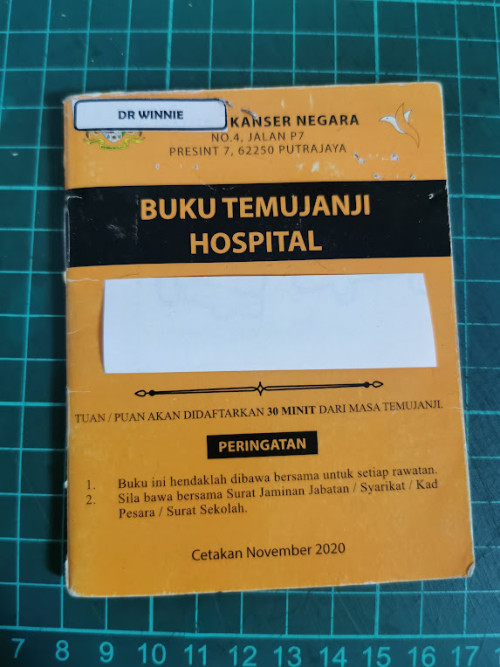 DR WINNIE
KANSER NEGARA
NO.4, JALAN P7
PRESINT 7, 62250 PUTRAJAYA
BUKU TEMUJANJI
HOSPITAL
TUAN / PUAN AKAN DIDAFTARKAN 30 MINIT DARI MASA TEMUJANJI.
PERINGATAN
1. Buku ini hendaklah dibawa bersama untuk setiap rawatan.
2. Sila bawa bersama Surat Jaminan Jabatan / Syarikat / Kad
Pesara / Surat Sekolah.
Cetakan November 2020
7 8 9 10 11 12 13 14 15 16 17